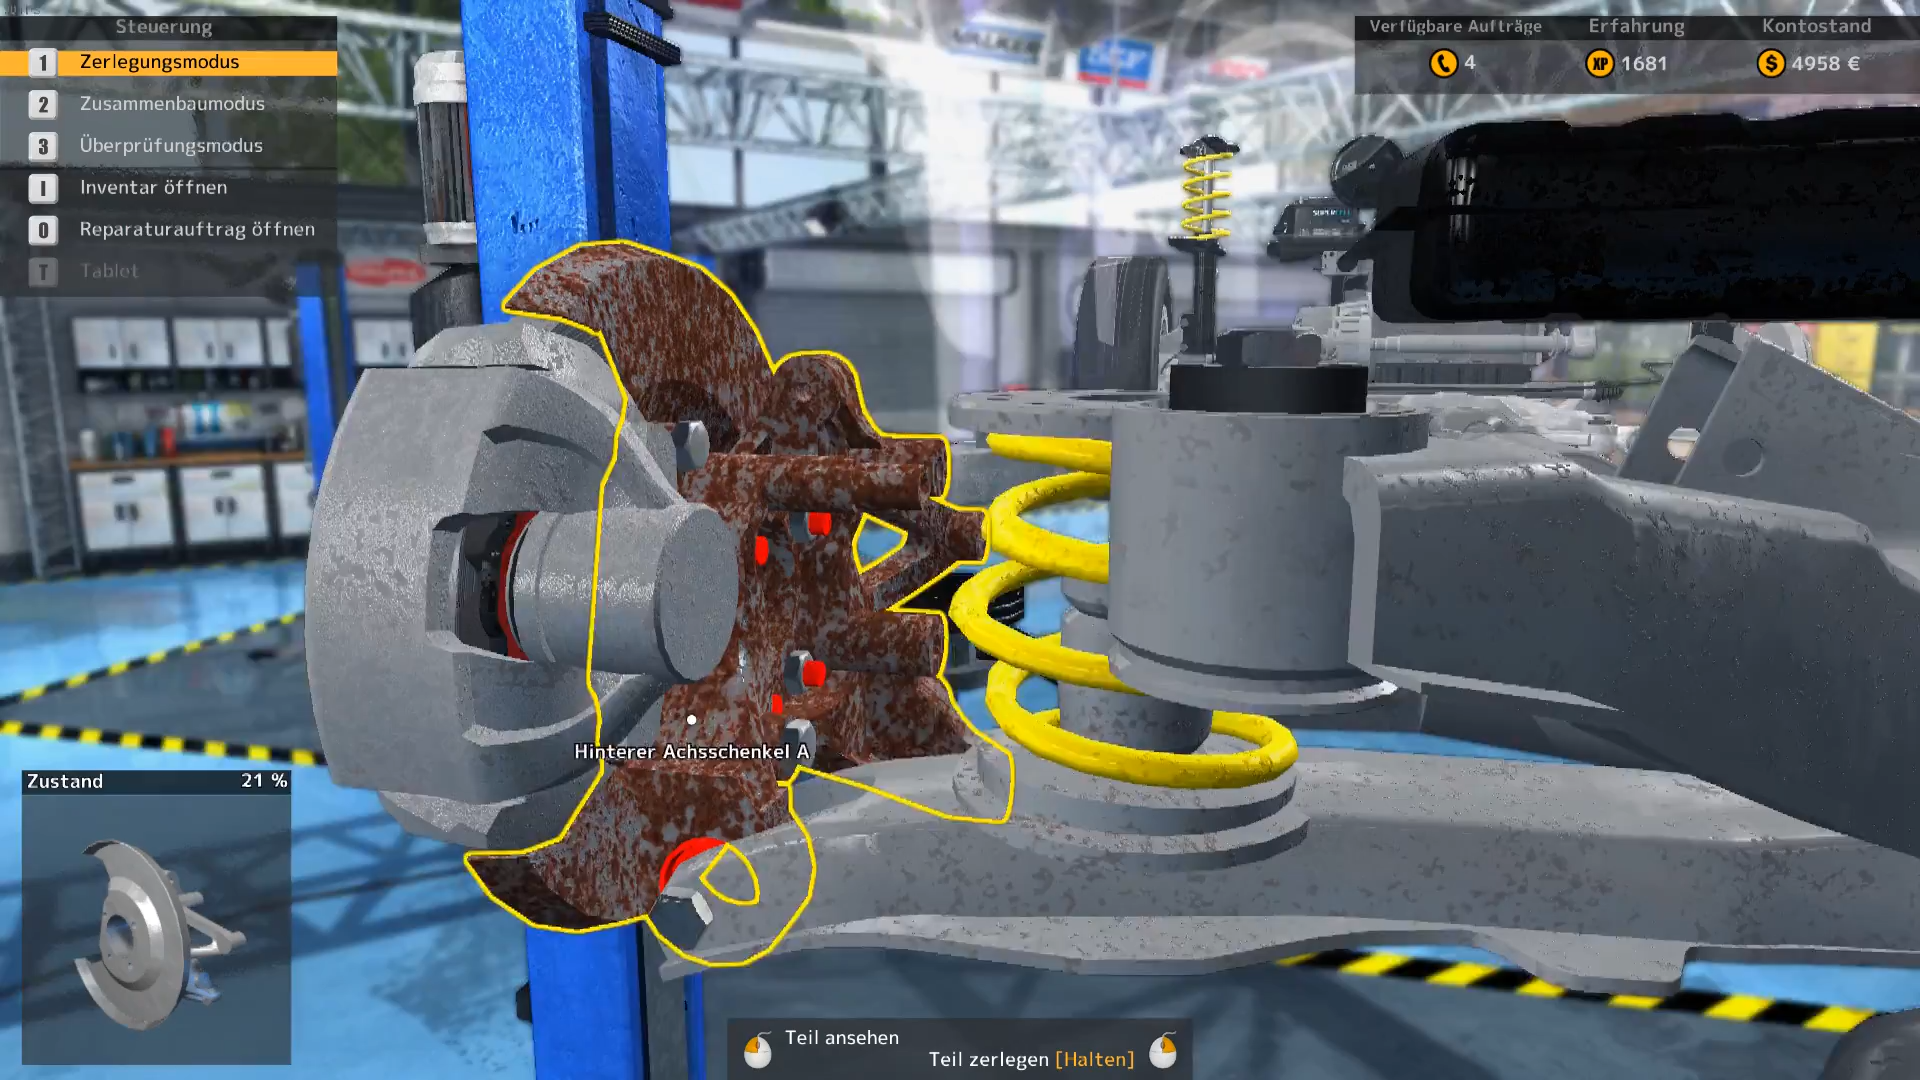 Steuerung
1 Zerlegungsmodus
2 Zusammenbaumodus
3 Überprüfungsmodus
I Inventar öffnen
O Reparaturauftrag öffnen
T Tablet
Verfügbare Aufträge Erfahrung Kontostand
4 XP 1681 $ 4958 €
Hinterer Achsschenkel A
Zustand 21 %
Teil ansehen
Teil zerlegen [Halten]